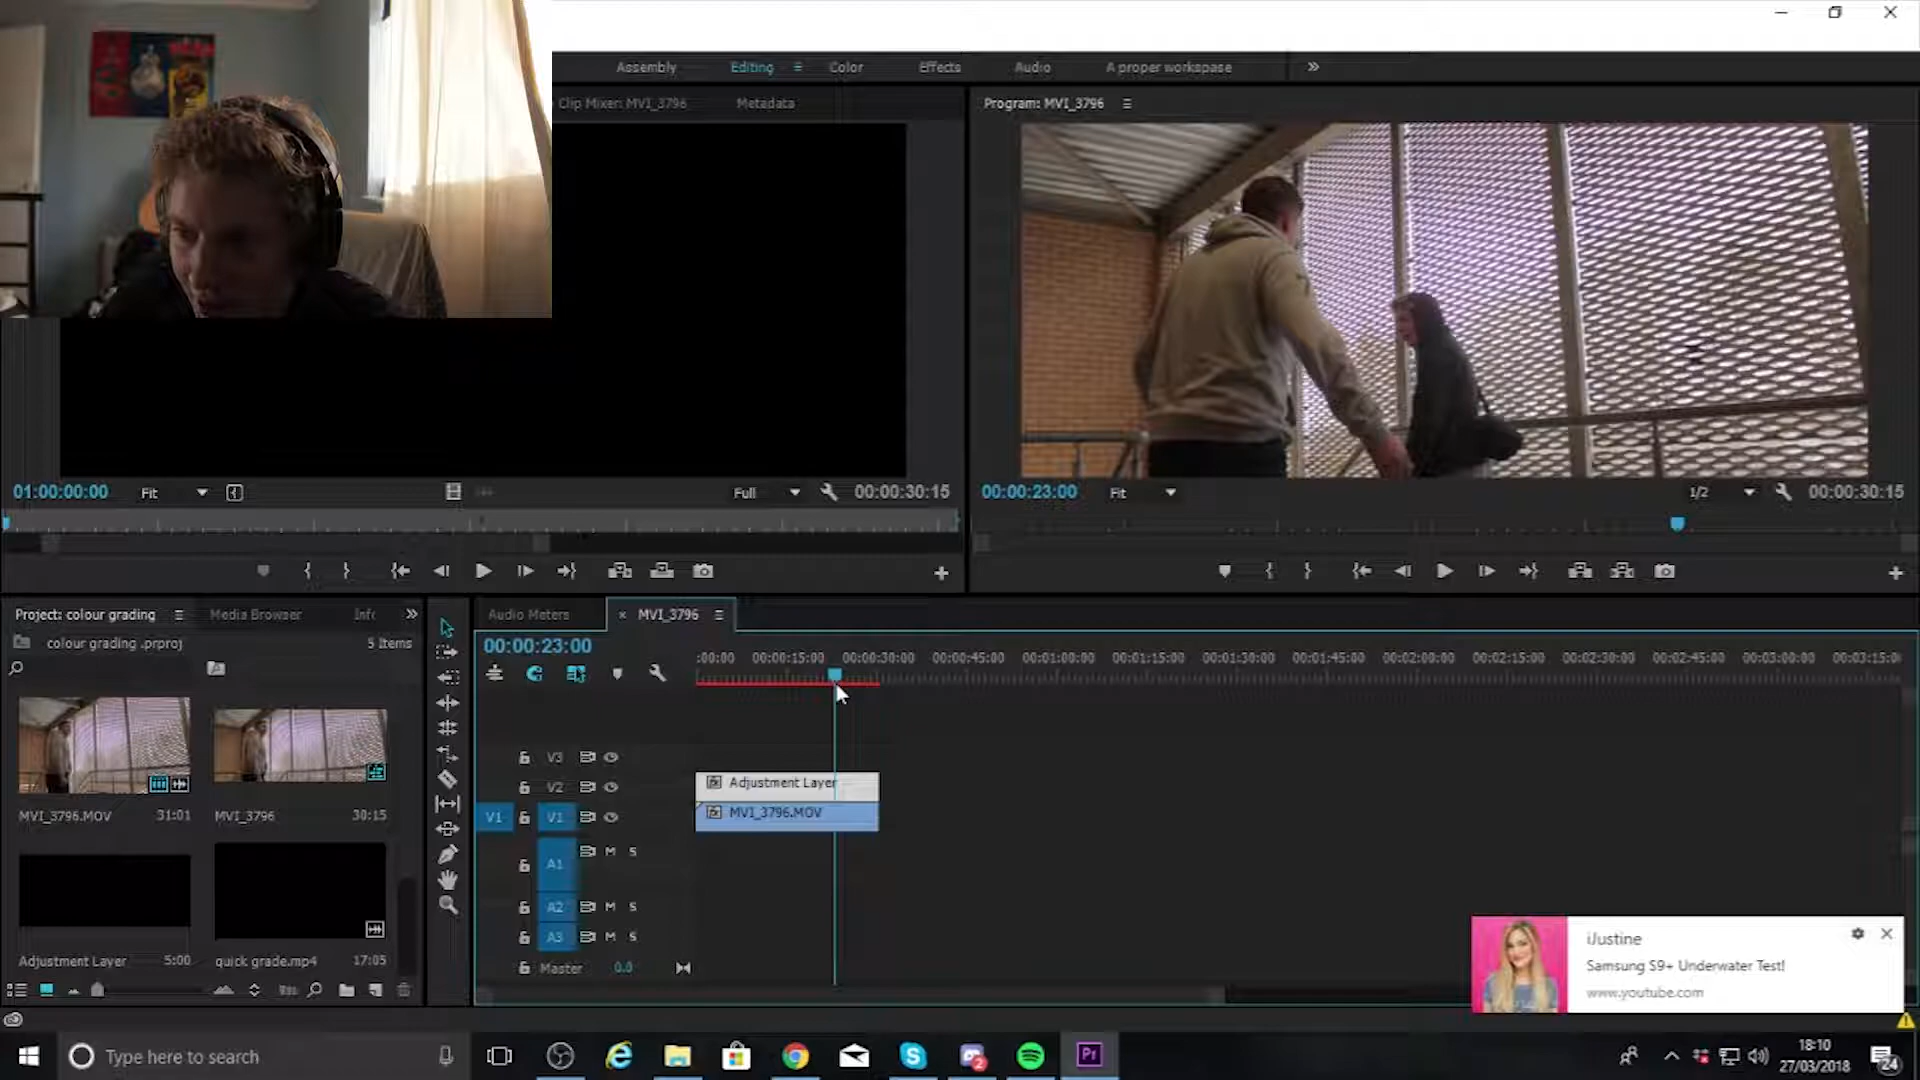 Assembly
Editing
Color
Effects
Audio
A proper workspace
Clip Mixer: MVI_3796
Metadata
Program: MVI_3796
01:00:00:00
Fit
Full
00:00:30:15
00:00:23:00
Fit
1/2
00:00:30:15
Project: colour grading
Media Browser
Audio Meters
MVI_3796
colour grading .prproj
5 Items
00:00:23:00
:00:00
00:00:15:00
00:00:30:00
00:00:45:00
00:01:00:00
00:01:15:00
00:01:30:00
00:01:45:00
00:02:00:00
00:02:15:00
00:02:30:00
00:02:45:00
00:03:00:00
00:03:15:0
V3
V2
Adjustment Layer
V1
V1
MVI_3796.MOV
MVI_3796.MOV
31:01
MVI_3796
30:15
A1
M
S
A2
M
S
A3
M
S
Adjustment Layer
5:00
quick grade.mp4
17:05
Master
0.0
iJustine
Samsung S9+ Underwater Test!
www.youtube.com
Type here to search
2
Pr
18:10
27/03/2018
24